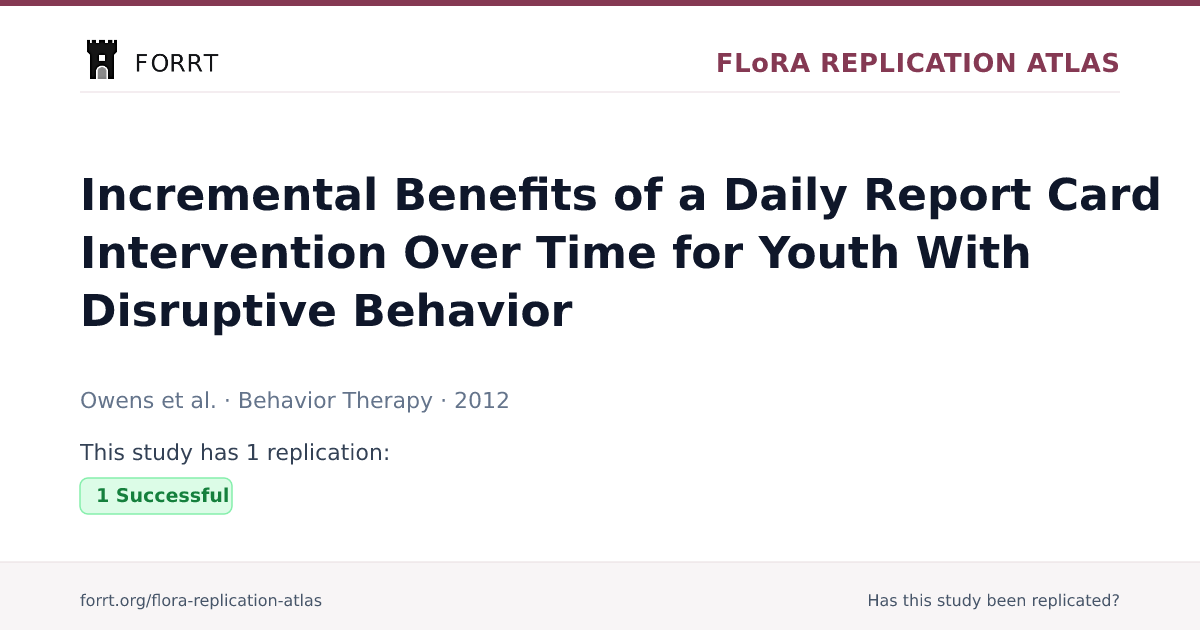 FORRT
FLoRA REPLICATION ATLAS
Incremental Benefits of a Daily Report Card
Intervention Over Time for Youth With
Disruptive Behavior
Owens et al. · Behavior Therapy · 2012
This study has 1 replication:
1 Successful
forrt.org/flora-replication-atlas
Has this study been replicated?